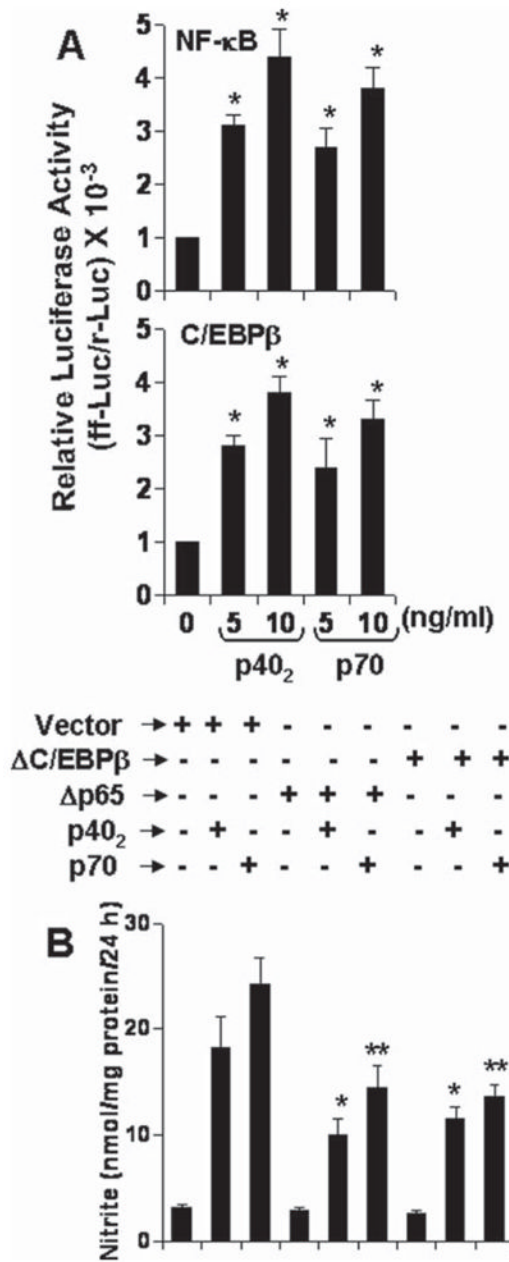 A
NF-κB
Relative Luciferase Activity
(ff-Luc/r-Luc) X 10⁻³
5
4
3
2
1
0
* * * *
C/EBPβ
5
4
3
2
1
0
* * * *
0 5 10 5 10 (ng/ml)
p40₂ p70
Vector → + + + - - - - - -
ΔC/EBPβ → - - - - - - + + +
Δp65 → - - - + + + - - -
p40₂ → - + - - + - - + -
p70 → - - + - - + - - +
B
Nitrite (nmol/mg protein/24 h)
30
20
10
0
* ** * **